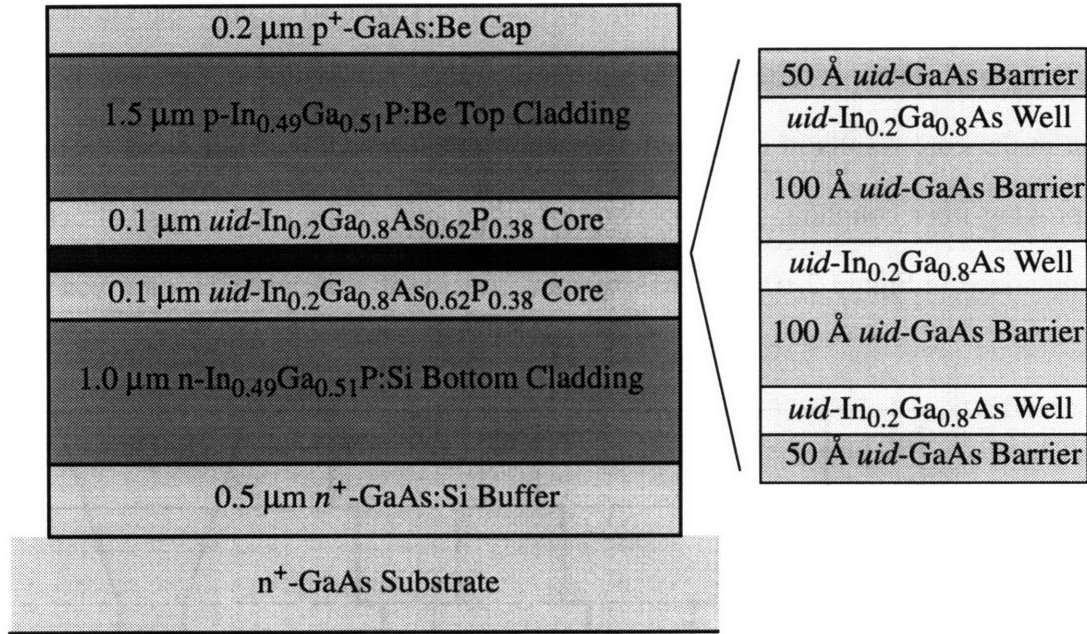 0.2 μm p⁺-GaAs:Be Cap
1.5 μm p-In₀.₄₉Ga₀.₅₁P:Be Top Cladding
0.1 μm uid-In₀.₂Ga₀.₈As₀.₆₂P₀.₃₈ Core
0.1 μm uid-In₀.₂Ga₀.₈As₀.₆₂P₀.₃₈ Core
1.0 μm n-In₀.₄₉Ga₀.₅₁P:Si Bottom Cladding
0.5 μm n⁺-GaAs:Si Buffer
n⁺-GaAs Substrate
50 Å uid-GaAs Barrier
uid-In₀.₂Ga₀.₈As Well
100 Å uid-GaAs Barrier
uid-In₀.₂Ga₀.₈As Well
100 Å uid-GaAs Barrier
uid-In₀.₂Ga₀.₈As Well
50 Å uid-GaAs Barrier